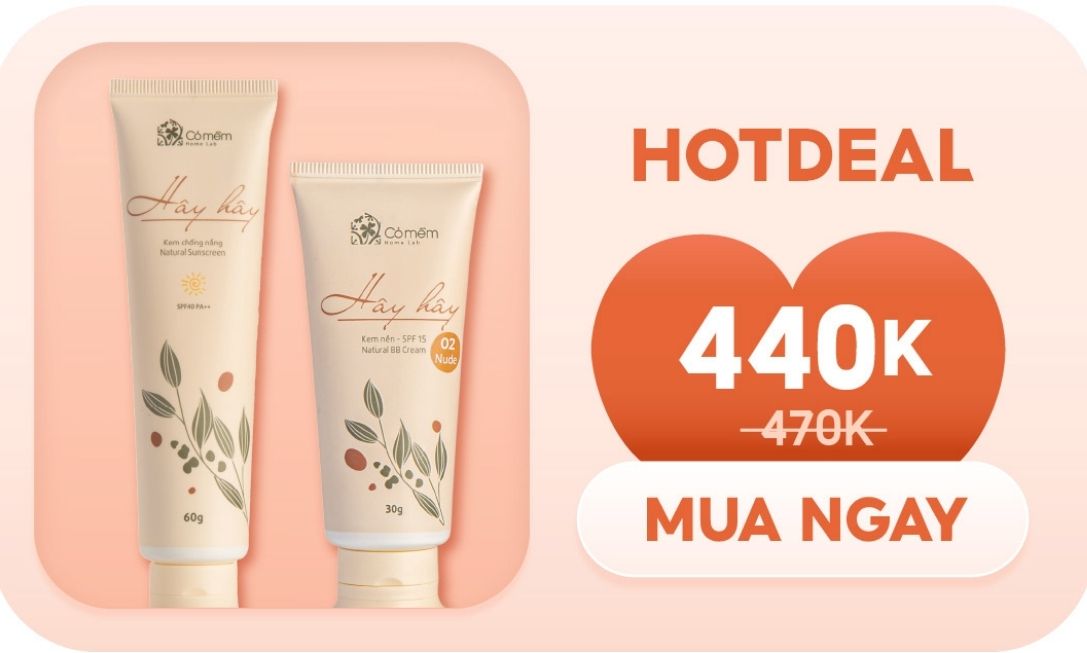 Cỏ mềm
Home Lab
Hây hây
Kem chống nắng
Natural Sunscreen
SPF40 PA++
60g
Cỏ mềm
Home Lab
Hây hây
Kem nền - SPF 15
Natural BB Cream
02
Nude
30g
HOTDEAL
440K
470K
MUA NGAY